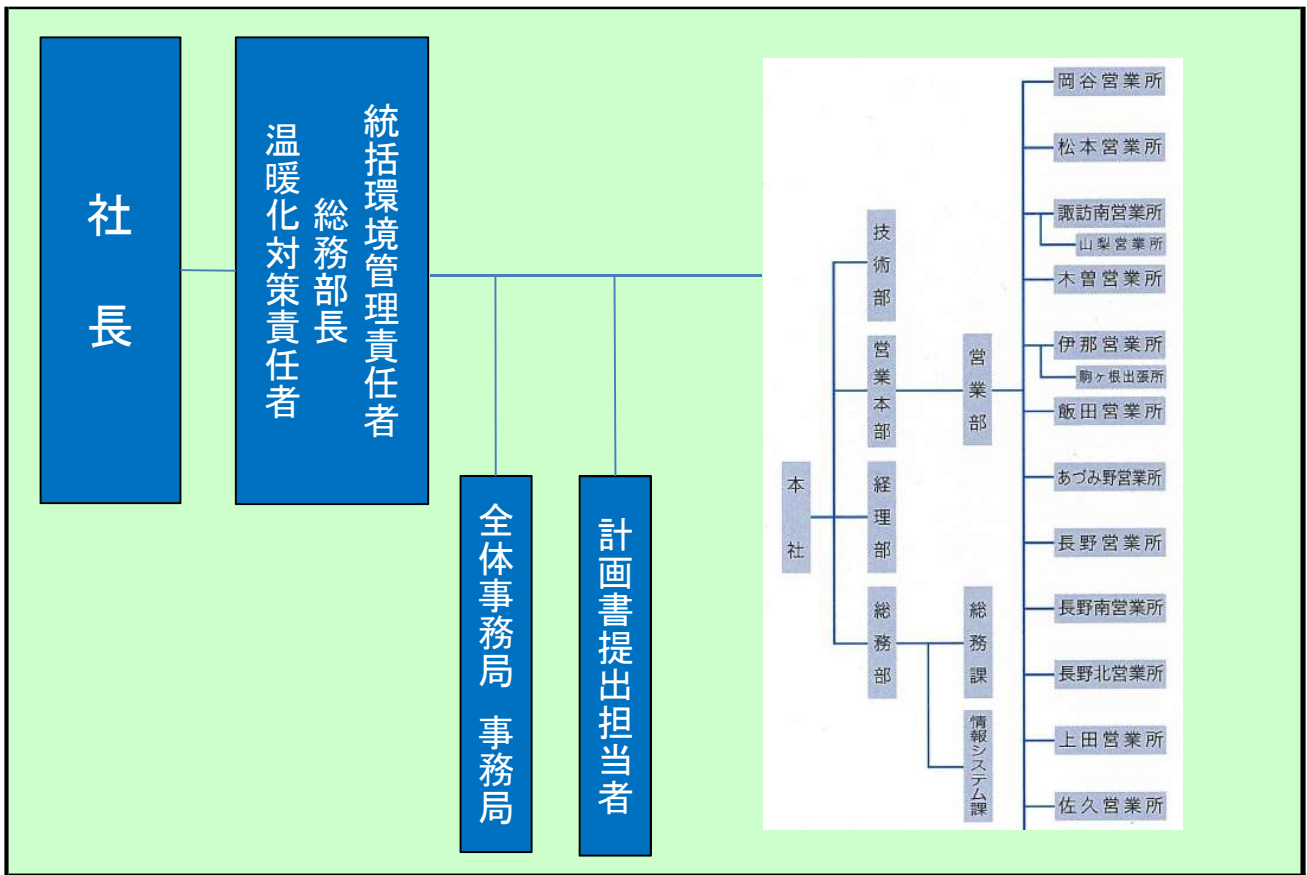 社長
統括環境管理責任者
総務部長
温暖化対策責任者
全体事務局 事務局
計画書提出担当者
本社
技術部
営業本部
経理部
総務部
営業部
総務課
情報システム課
岡谷営業所
松本営業所
諏訪南営業所
山梨営業所
木曽営業所
伊那営業所
駒ヶ根出張所
飯田営業所
あづみ野営業所
長野営業所
長野南営業所
長野北営業所
上田営業所
佐久営業所